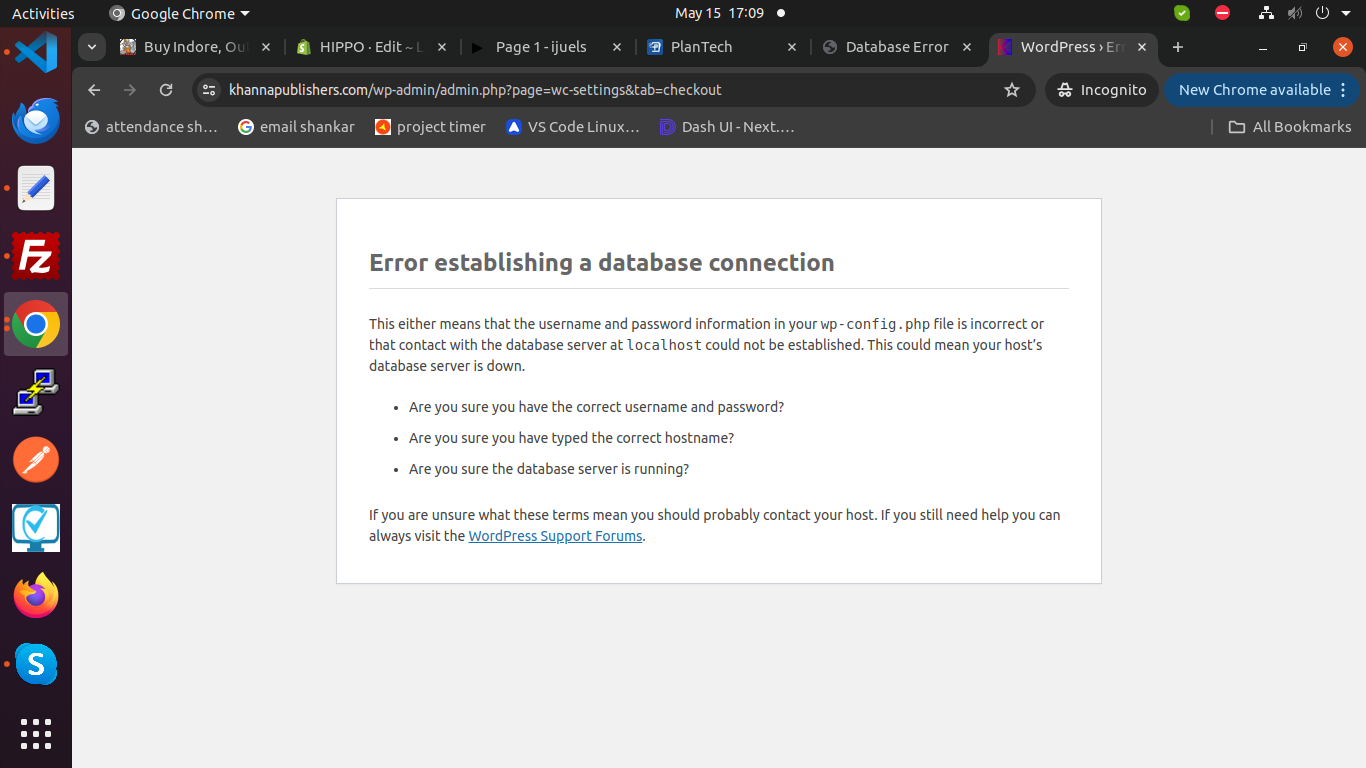 Activities
Google Chrome
May 15 17:09
Buy Indore, Ou
HIPPO · Edit ~ L
Page 1 - ijuels
PlanTech
Database Error
WordPress › Err
khannapublishers.com/wp-admin/admin.php?page=wc-settings&tab=checkout
Incognito
New Chrome available
attendance sh…
email shankar
project timer
VS Code Linux…
Dash UI - Next.…
All Bookmarks
Error establishing a database connection
This either means that the username and password information in your wp-config.php file is incorrect or
that contact with the database server at localhost could not be established. This could mean your host’s
database server is down.
• Are you sure you have the correct username and password?
• Are you sure you have typed the correct hostname?
• Are you sure the database server is running?
If you are unsure what these terms mean you should probably contact your host. If you still need help you can
always visit the WordPress Support Forums.
Fz
S